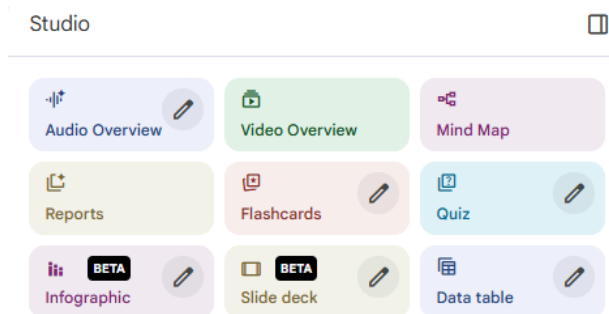 Studio
Audio Overview
Video Overview
Mind Map
Reports
Flashcards
Quiz
BETA
Infographic
BETA
Slide deck
Data table